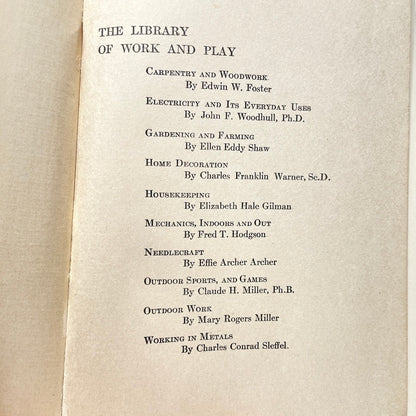 THE LIBRARY
OF WORK AND PLAY
Carpentry and Woodwork
By Edwin W. Foster
Electricity and Its Everyday Uses
By John F. Woodhull, Ph.D.
Gardening and Farming
By Ellen Eddy Shaw
Home Decoration
By Charles Franklin Warner, Sc.D.
Housekeeping
By Elizabeth Hale Gilman
Mechanics, Indoors and Out
By Fred T. Hodgson
Needlecraft
By Effie Archer Archer
Outdoor Sports, and Games
By Claude H. Miller, Ph.B.
Outdoor Work
By Mary Rogers Miller
Working in Metals
By Charles Conrad Sleffel.